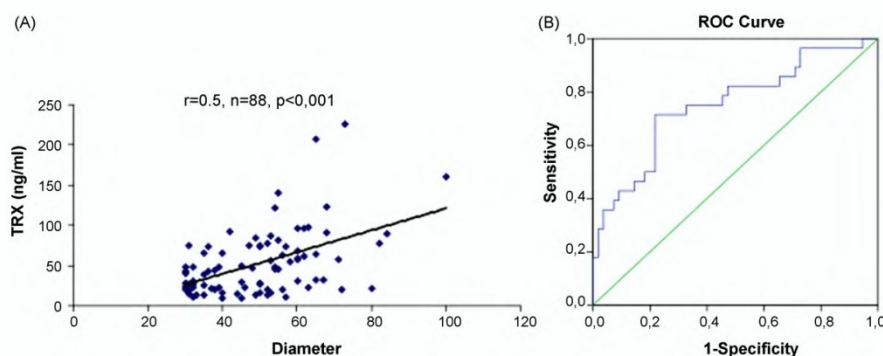 (A)
r=0.5, n=88, p<0,001
TRX (ng/ml)
250
200
150
100
50
0
0 20 40 60 80 100 120
Diameter
(B)
ROC Curve
Sensitivity
1,0
0,8
0,6
0,4
0,2
0,0
0,0 0,2 0,4 0,6 0,8 1,0
1-Specificity